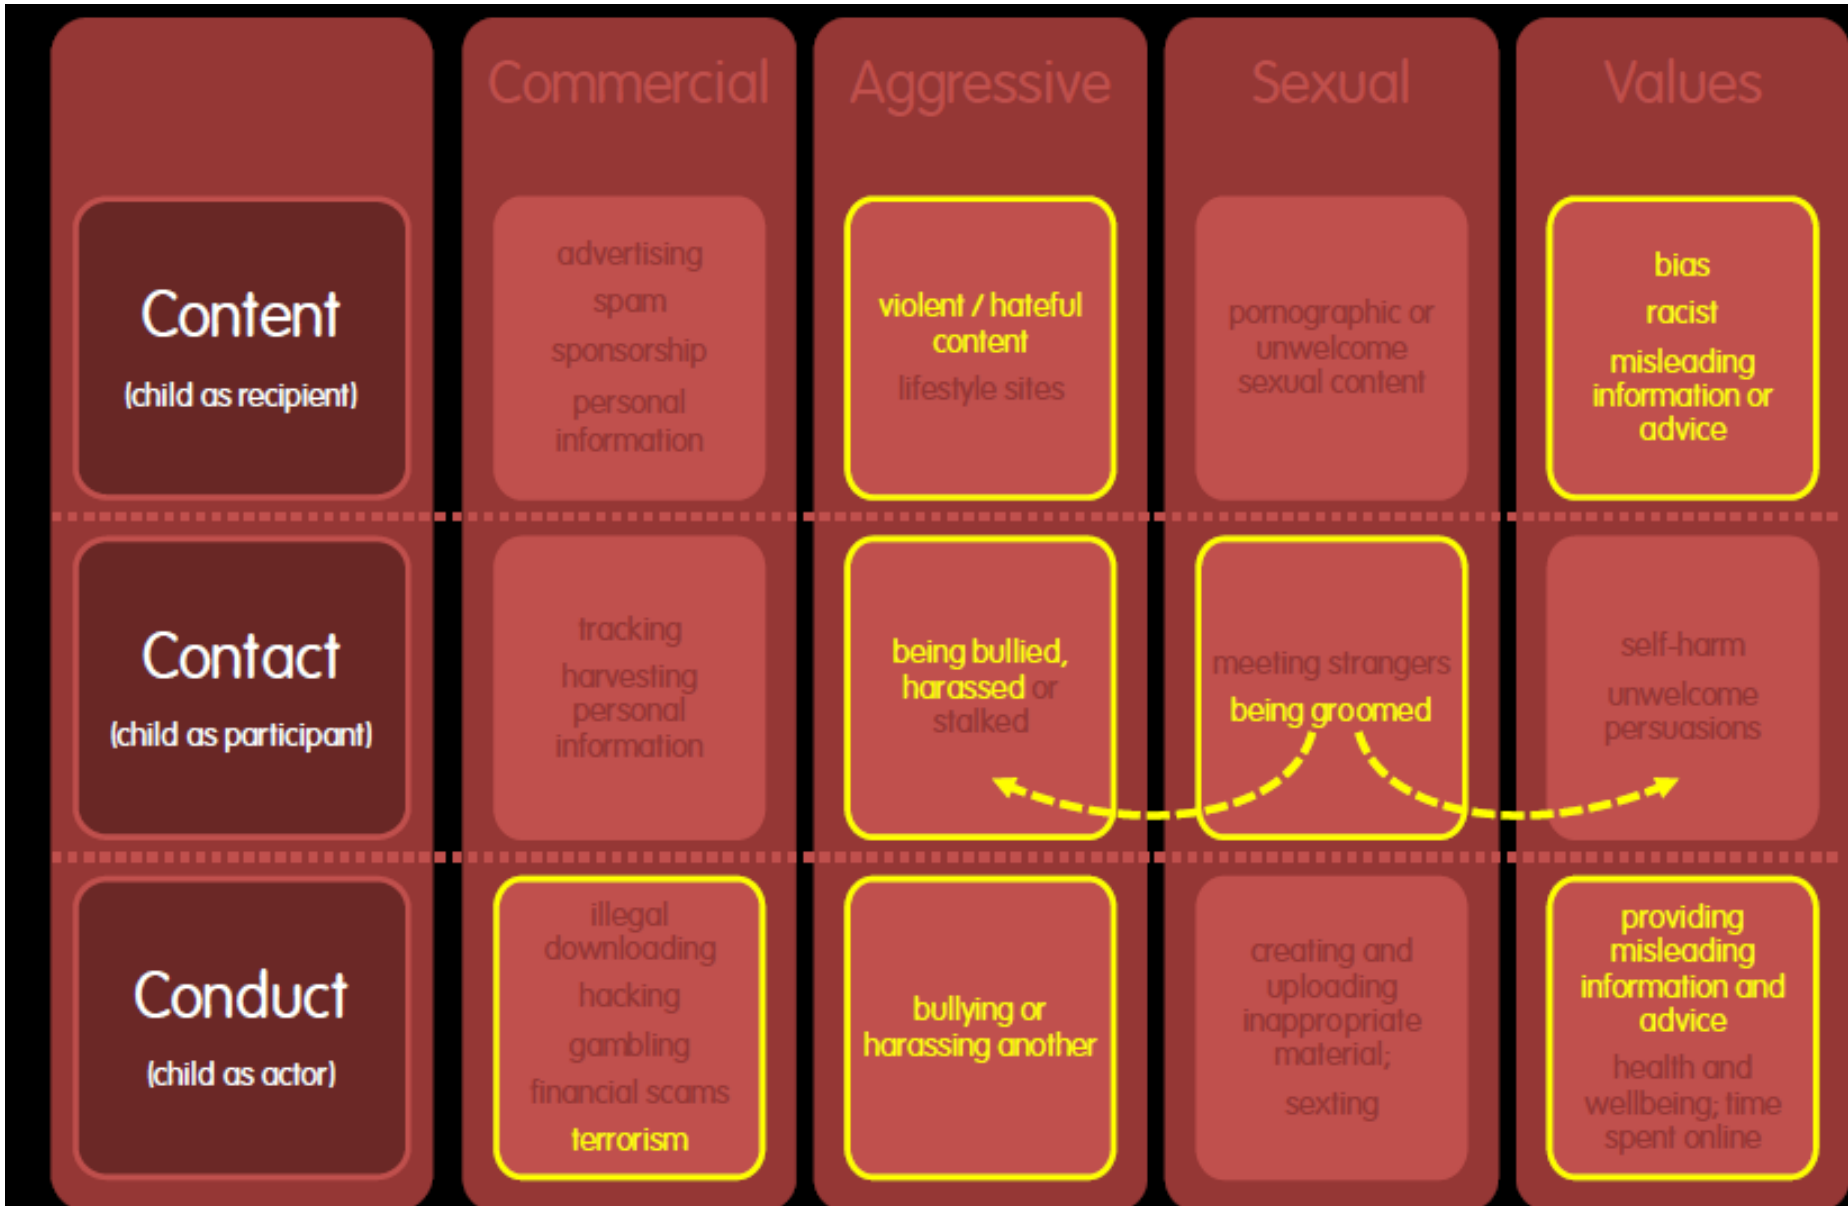 Commercial
Aggressive
Sexual
Values
Content
(child as recipient)
advertising
spam
sponsorship
personal
information
violent / hateful
content
lifestyle sites
pornographic or
unwelcome
sexual content
bias
racist
misleading
information or
advice
Contact
(child as participant)
tracking
harvesting
personal
information
being bullied,
harassed or
stalked
meeting strangers
being groomed
self-harm
unwelcome
persuasions
Conduct
(child as actor)
illegal
downloading
hacking
gambling
financial scams
terrorism
bullying or
harassing another
creating and
uploading
inappropriate
material;
sexting
providing
misleading
information and
advice
health and
wellbeing; time
spent online